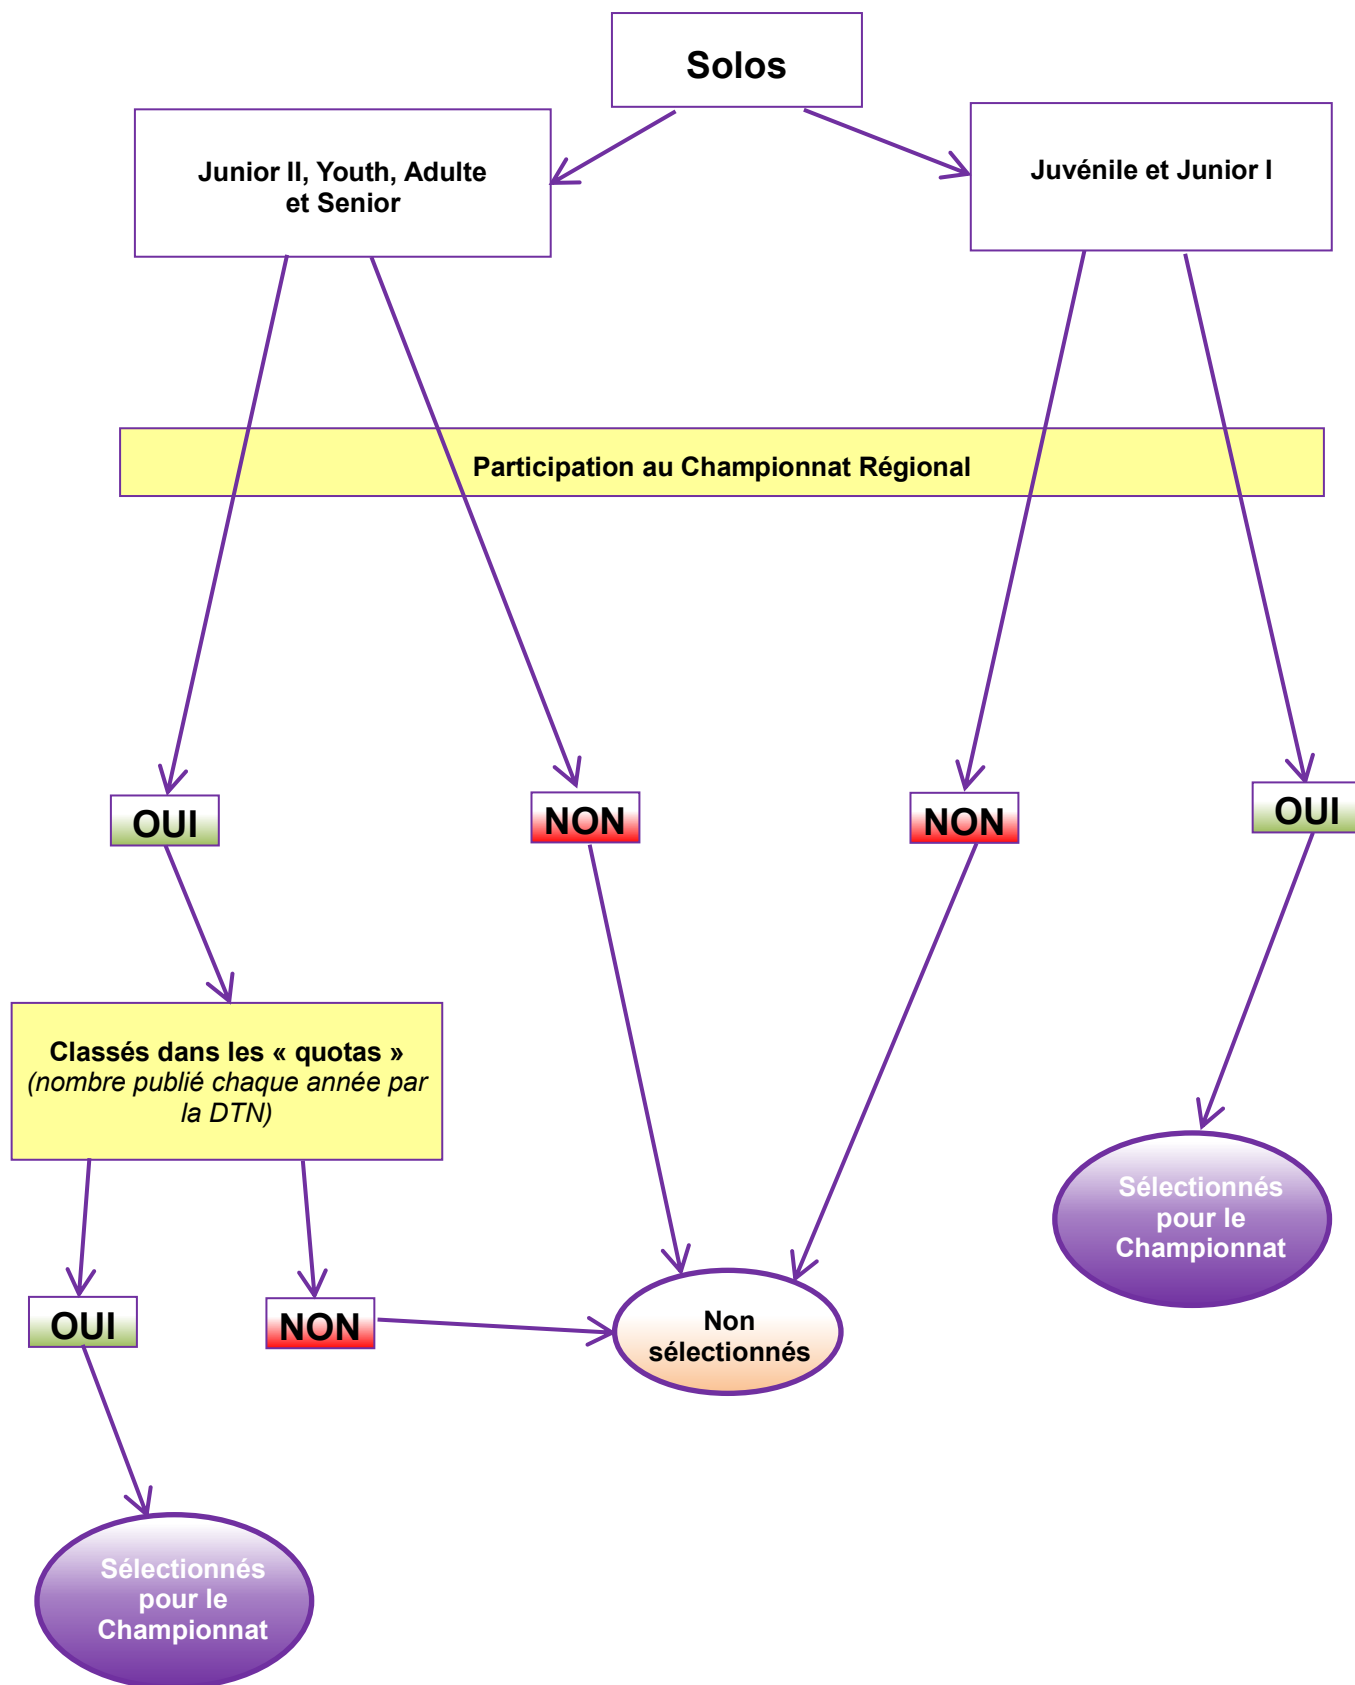 Solos
Junior II, Youth, Adulte
et Senior
Juvénile et Junior I
Participation au Championnat Régional
OUI
NON
NON
OUI
Classés dans les « quotas »
(nombre publié chaque année par
la DTN)
Sélectionnés
pour le
Championnat
OUI
NON
Non
sélectionnés
Sélectionnés
pour le
Championnat